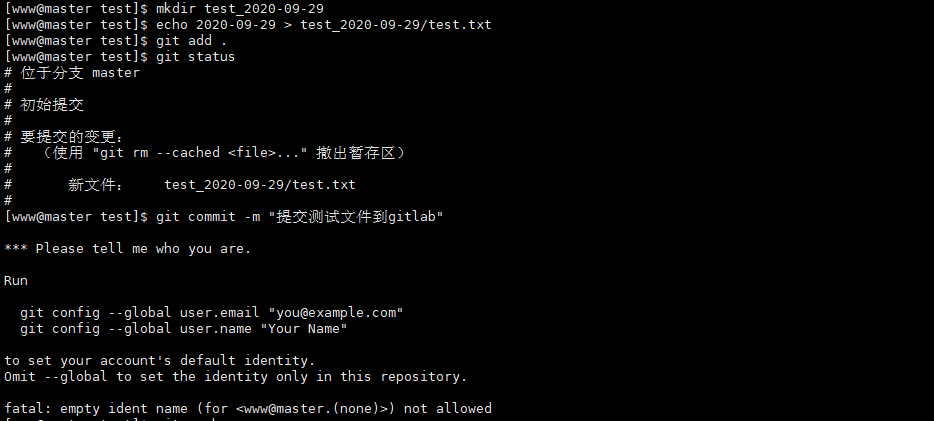 [www@master test]$ mkdir test_2020-09-29
[www@master test]$ echo 2020-09-29 > test_2020-09-29/test.txt
[www@master test]$ git add .
[www@master test]$ git status
# 位于分支 master
#
# 初始提交
#
# 要提交的变更：
#   （使用 "git rm --cached <file>..." 撤出暂存区）
#
#       新文件：    test_2020-09-29/test.txt
#
[www@master test]$ git commit -m "提交测试文件到gitlab"

*** Please tell me who you are.

Run

  git config --global user.email "you@example.com"
  git config --global user.name "Your Name"

to set your account's default identity.
Omit --global to set the identity only in this repository.

fatal: empty ident name (for <www@master.(none)>) not allowed